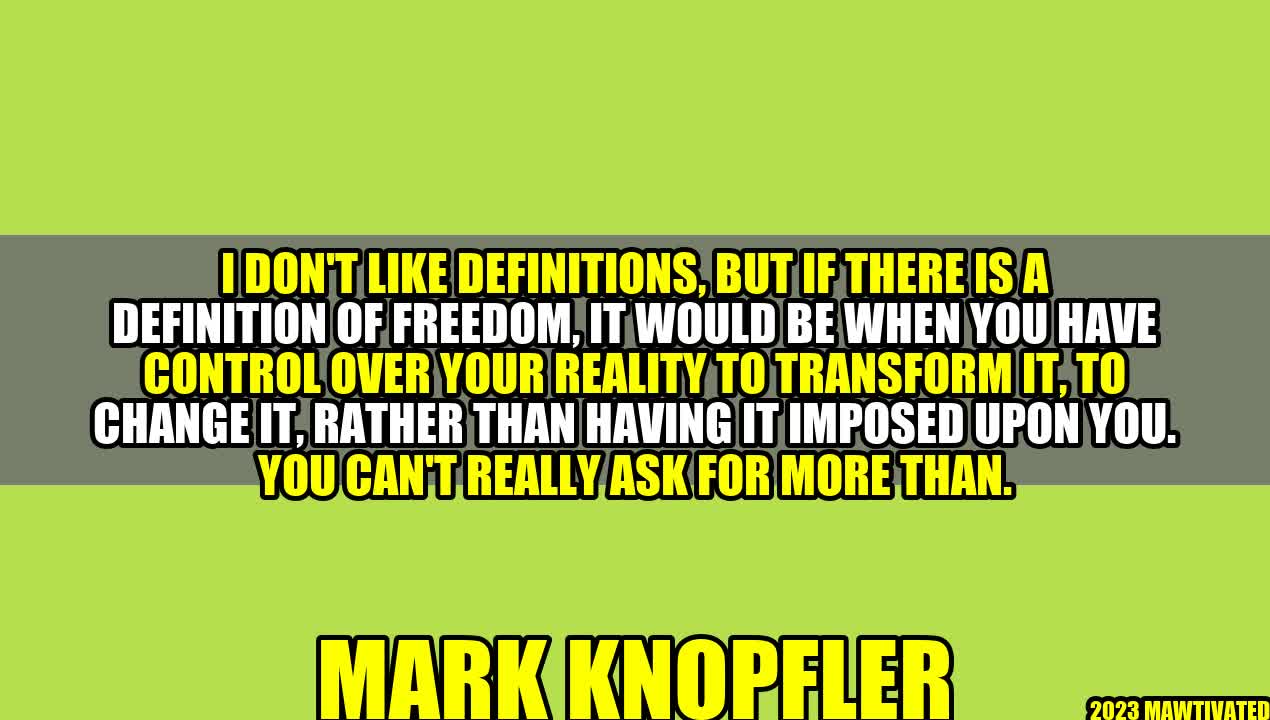 I DON'T LIKE DEFINITIONS, BUT IF THERE IS A
DEFINITION OF FREEDOM, IT WOULD BE WHEN YOU HAVE
CONTROL OVER YOUR REALITY TO TRANSFORM IT, TO
CHANGE IT, RATHER THAN HAVING IT IMPOSED UPON YOU.
YOU CAN'T REALLY ASK FOR MORE THAN.
MARK KNOPFLER
2023 MAWTIVATED